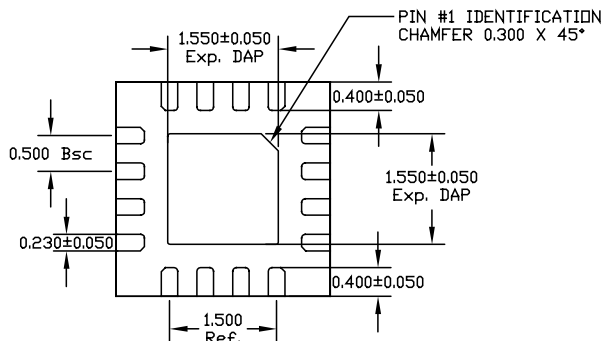 PIN #1 IDENTIFICATION
CHAMFER 0.300 X 45°
1.550±0.050
Exp. DAP
0.400±0.050
0.500 Bsc
1.550±0.050
Exp. DAP
0.230±0.050
0.400±0.050
1.500
Ref.